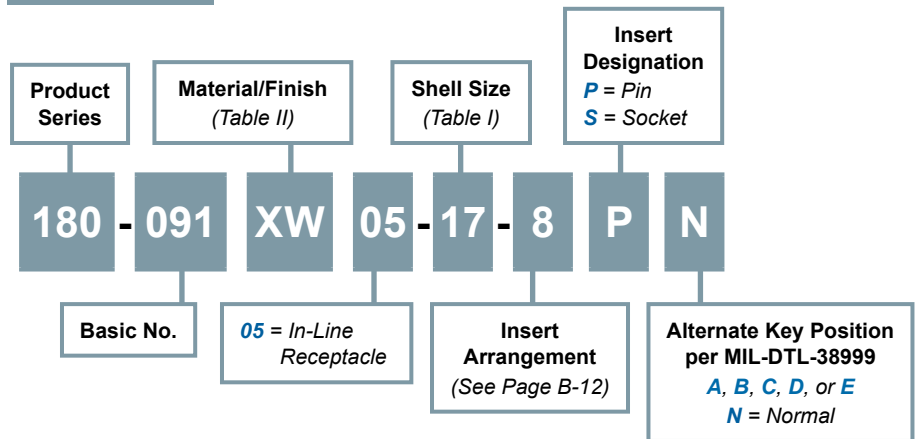 Product
Series
Material/Finish
(Table II)
Shell Size
(Table I)
Insert
Designation
P = Pin
S = Socket
180 - 091 XW 05 - 17 - 8 P N
Basic No.
05 = In-Line
Receptacle
Insert
Arrangement
(See Page B-12)
Alternate Key Position
per MIL-DTL-38999
A, B, C, D, or E
N = Normal